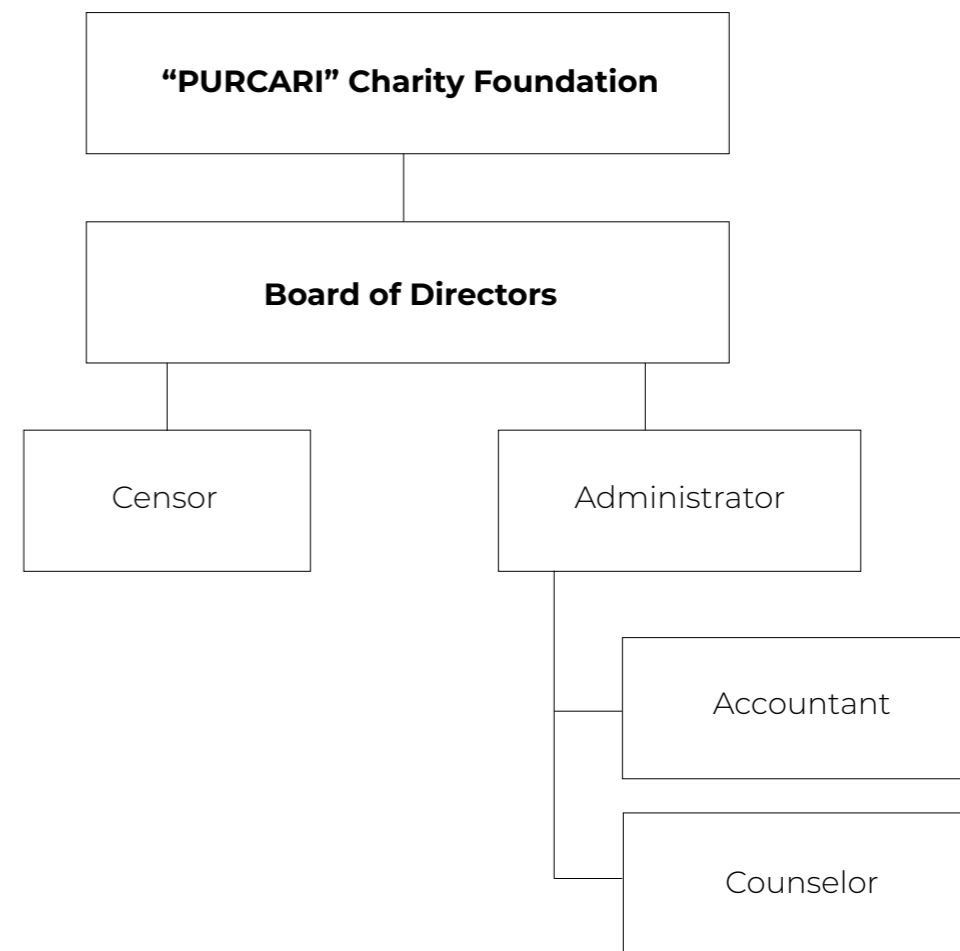 “PURCARI” Charity Foundation
Board of Directors
Censor
Administrator
Accountant
Counselor